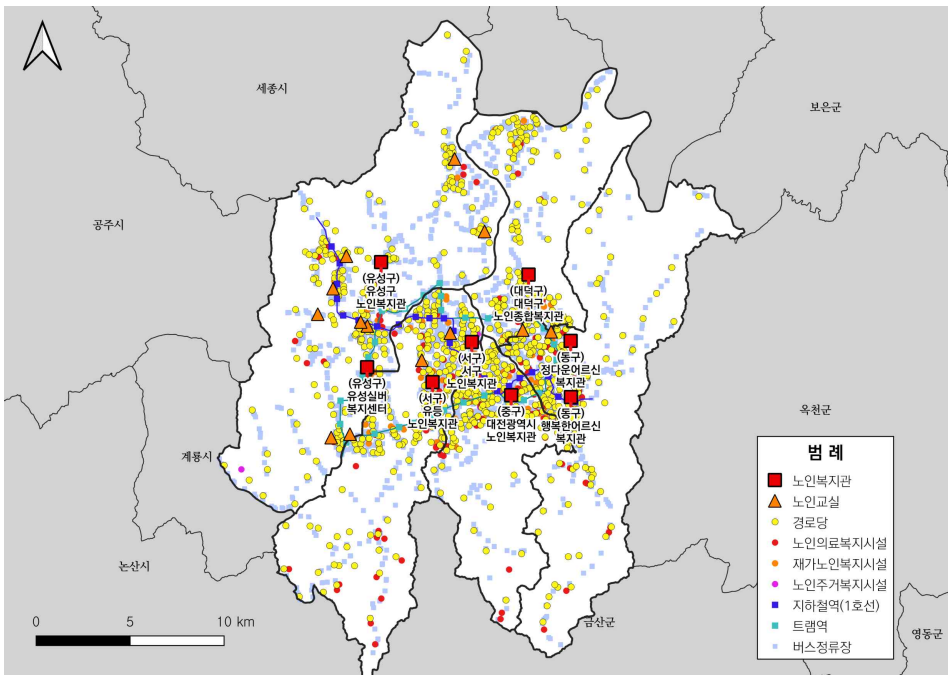 세종시
보은군
공주시
(유성구)
유성구
노인복지관
(대덕구)
대덕구
노인종합복지관
(서구)
서구
노인복지관
(동구)
정다운어르신
복지관
(유성구)
유성실버
복지센터
(서구)
유등
노인복지관
(중구)
대전광역시
노인복지관
(동구)
행복한어르신
복지관
옥천군
계룡시
논산시
금산군
영동군
범 례
노인복지관
노인교실
경로당
노인의료복지시설
재가노인복지시설
노인주거복지시설
지하철역(1호선)
트램역
버스정류장
0 5 10 km